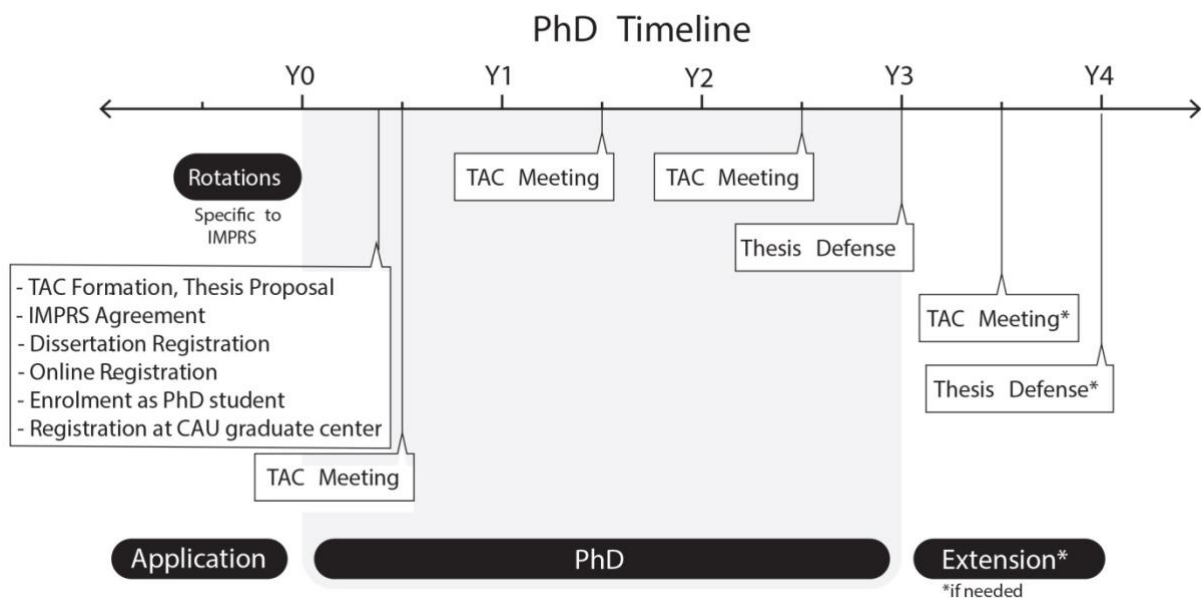 PhD Timeline
Y0 Y1 Y2 Y3 Y4
Rotations
Specific to
IMPRS
TAC Meeting
TAC Meeting
Thesis Defense
- TAC Formation, Thesis Proposal
- IMPRS Agreement
- Dissertation Registration
- Online Registration
- Enrolment as PhD student
- Registration at CAU graduate center
TAC Meeting
TAC Meeting*
Thesis Defense*
Application
PhD
Extension*
*if needed